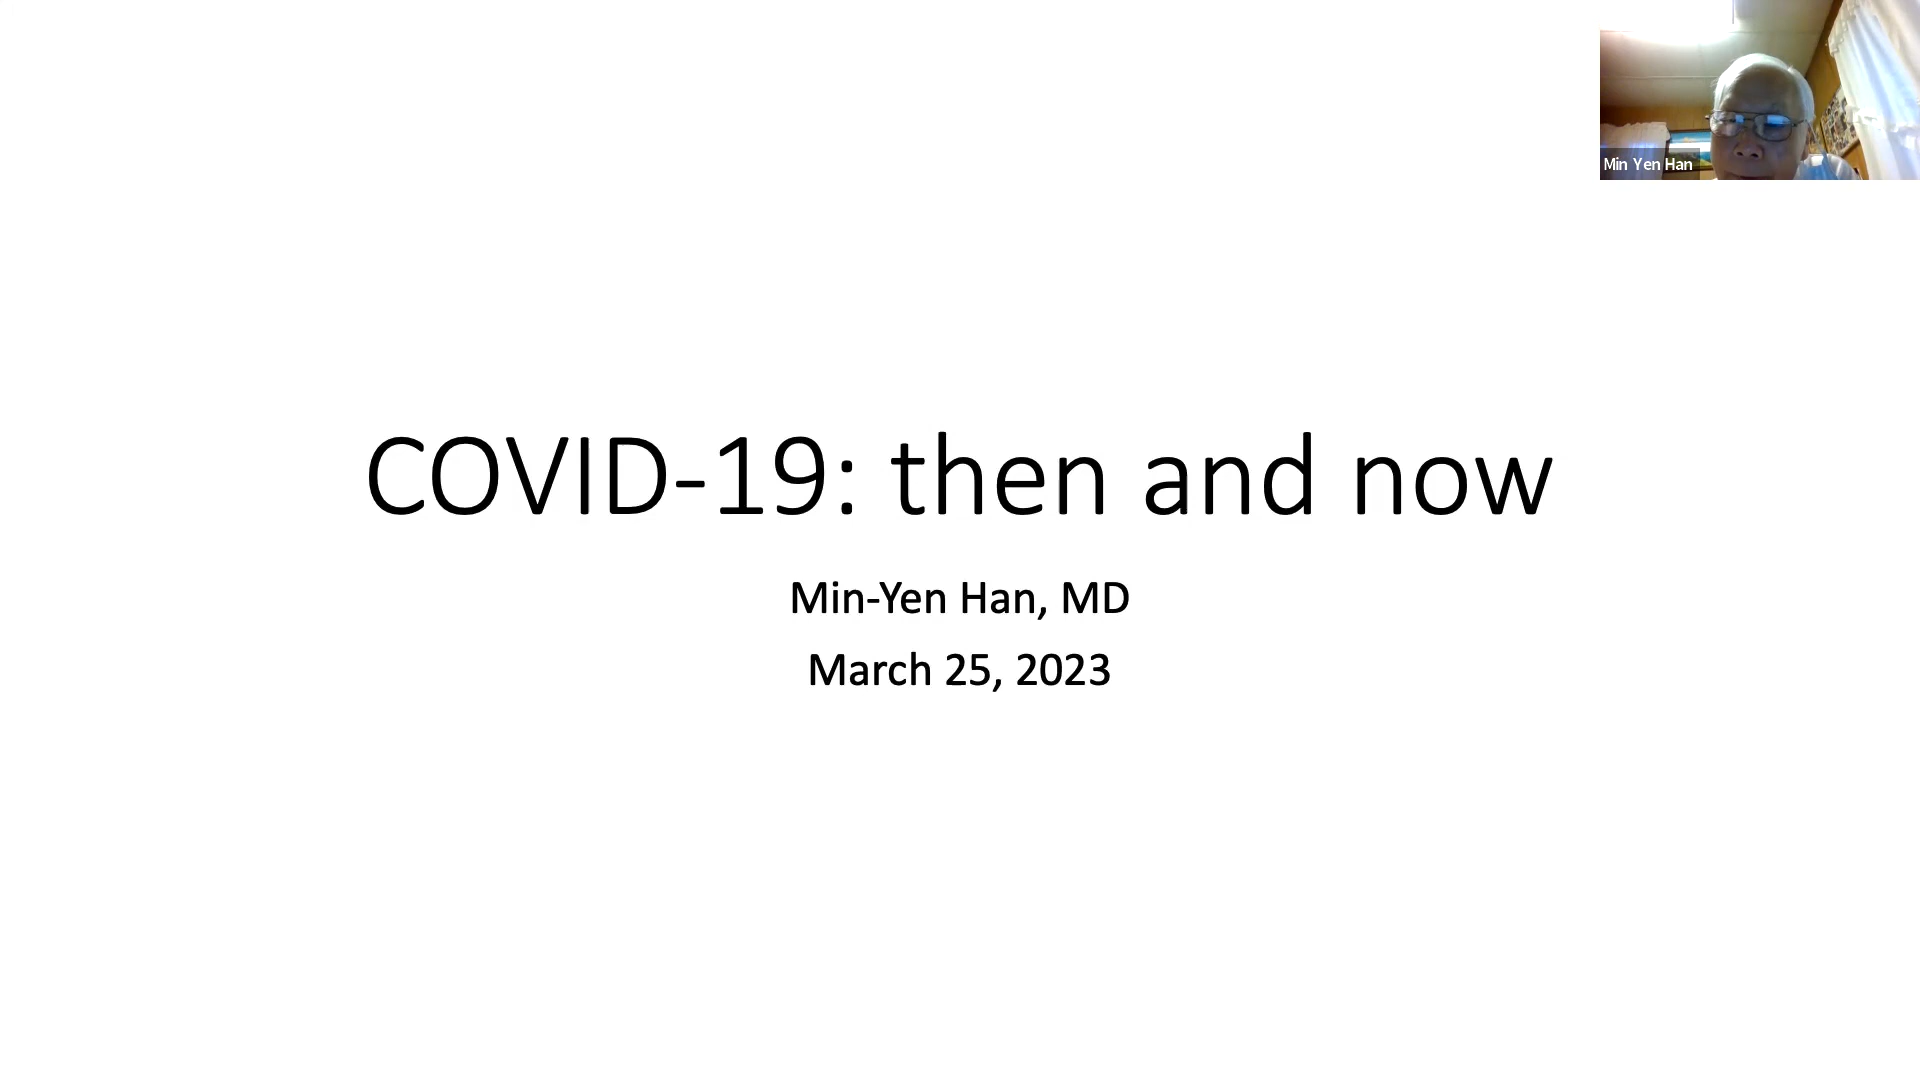 Min Yen Han
COVID-19: then and now
Min-Yen Han, MD
March 25, 2023